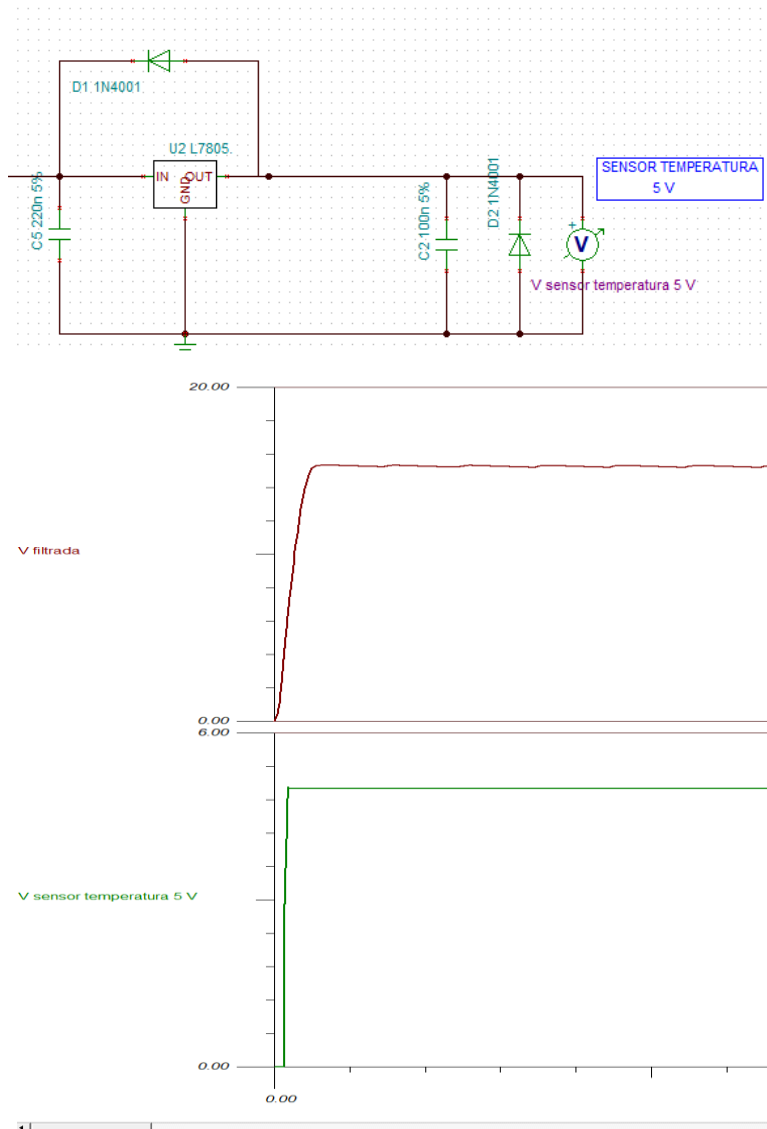 D1 1N4001
U2 L7805.
IN OUT
GND
C5 220n 5%
C2 100n 5%
D2 1N4001
SENSOR TEMPERATURA
5 V
+
V
V sensor temperatura 5 V
20.00
V filtrada
0.00
6.00
V sensor temperatura 5 V
0.00
0.00